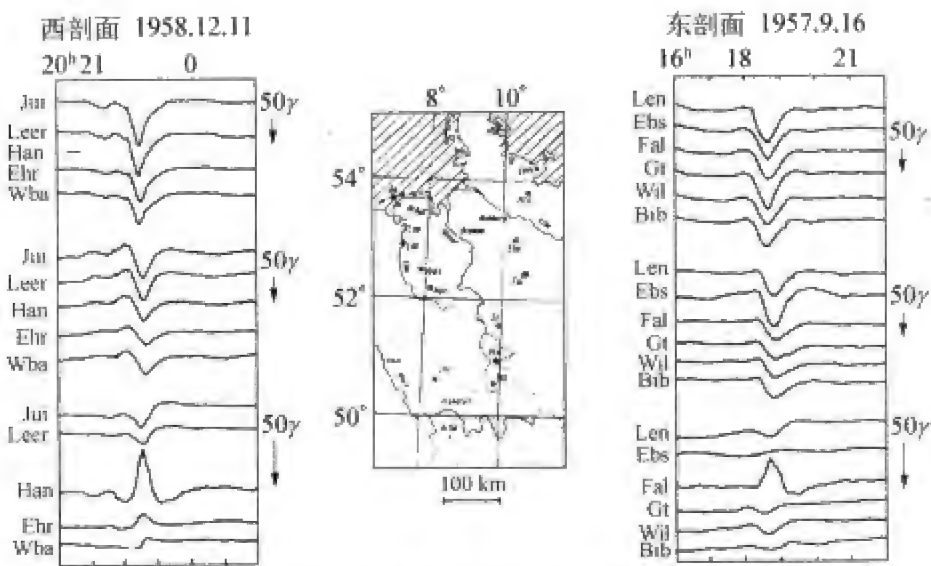 西剖面 1958.12.11
20ʰ 21 0
Jui
Leer
Han
Ehr
Wba
50γ
Jui
Leer
Han
Ehr
Wba
50γ
Jui
Leer
Han
Ehr
Wba
50γ
8° 10°
54°
52°
50°
100 km
东剖面 1957.9.16
16ʰ 18 21
Len
Ebs
Fal
Gt
Wil
Bib
50γ
Len
Ebs
Fal
Gt
Wil
Bib
50γ
Len
Ebs
Fal
Gt
Wil
Bib
50γ